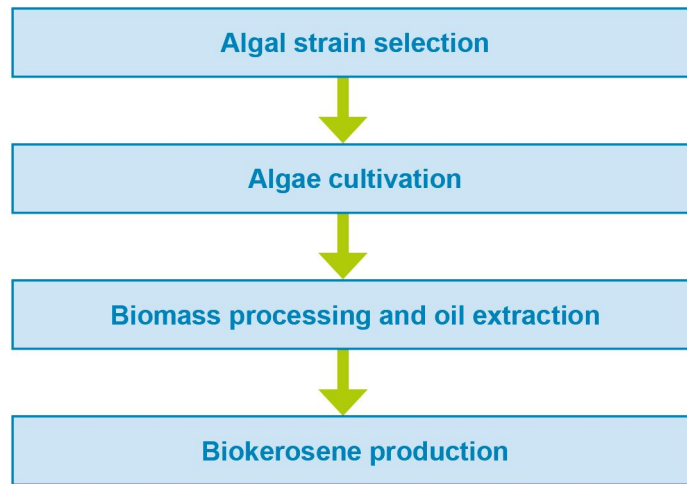 Algal strain selection
Algae cultivation
Biomass processing and oil extraction
Biokerosene production